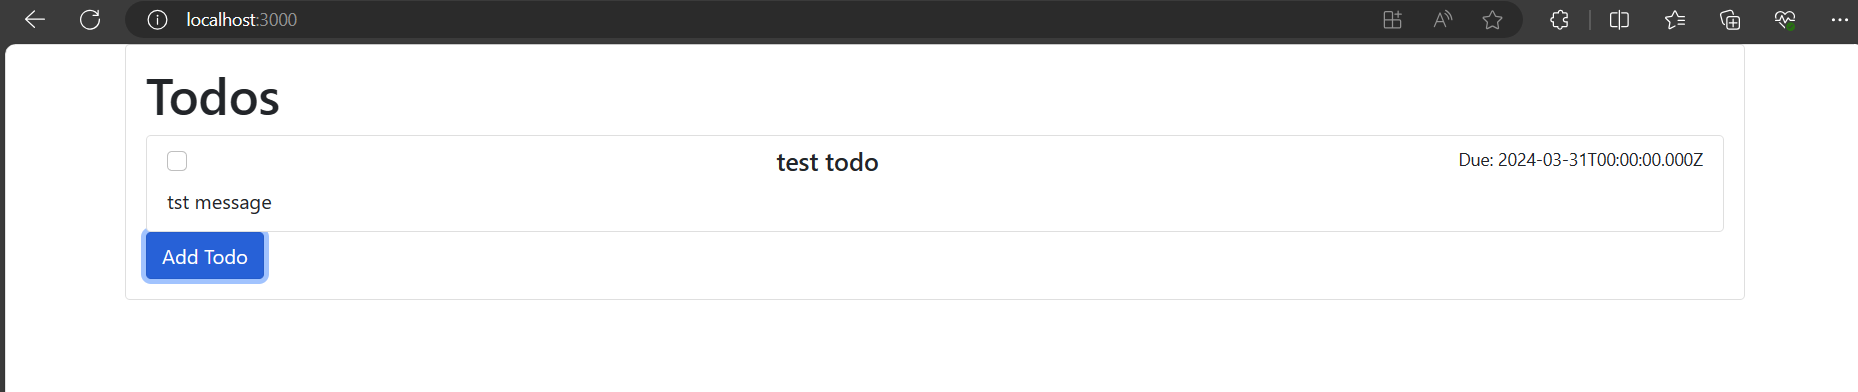 localhost:3000
Todos
test todo
Due: 2024-03-31T00:00:00.000Z
tst message
Add Todo